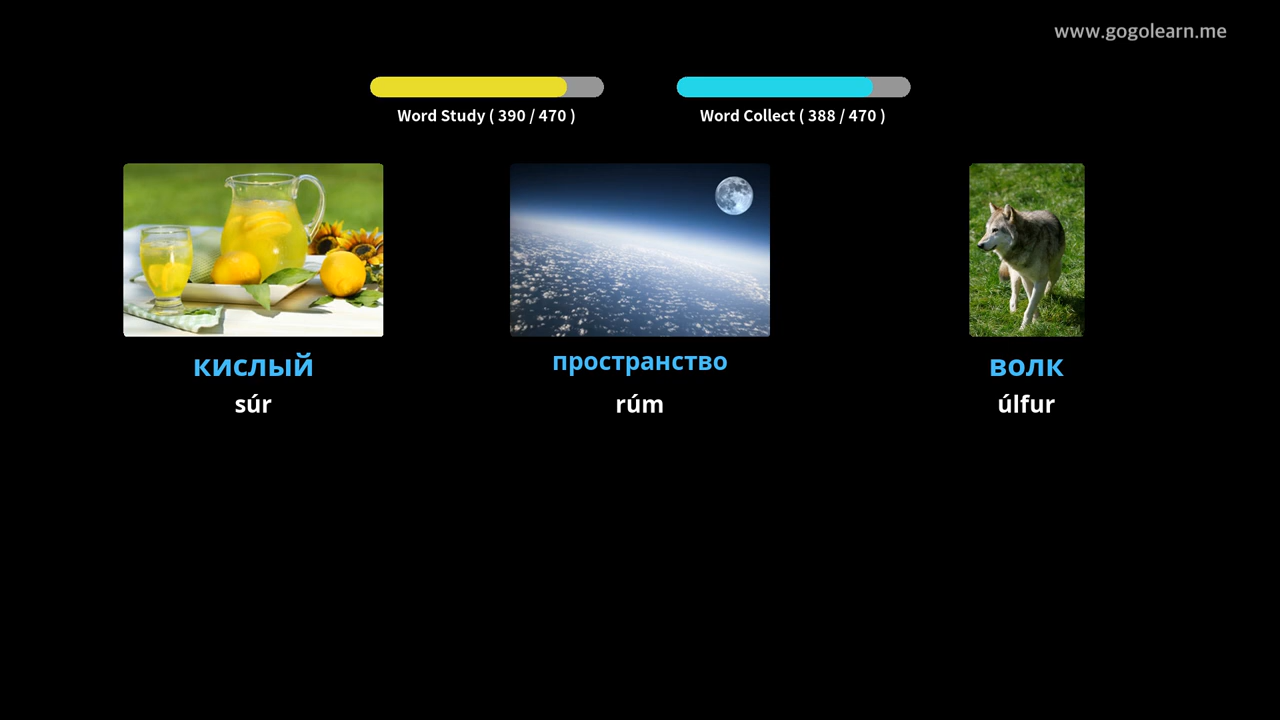 www.gogolearn.me
Word Study ( 390 / 470 )
Word Collect ( 388 / 470 )
кислый
súr
пространство
rúm
волк
úlfur